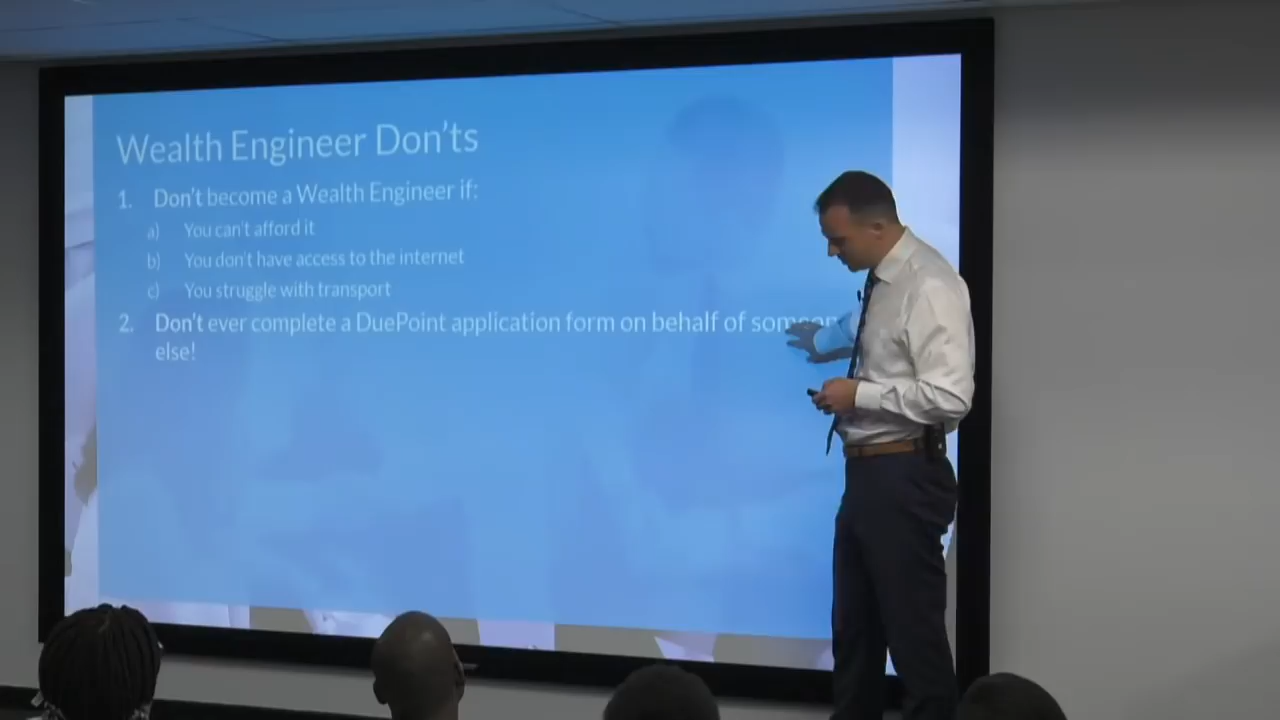 Wealth Engineer Don'ts
1. Don't become a Wealth Engineer if:
a) You can't afford it
b) You don't have access to the internet
c) You struggle with transport
2. Don't ever complete a DuePoint application form on behalf of
else!